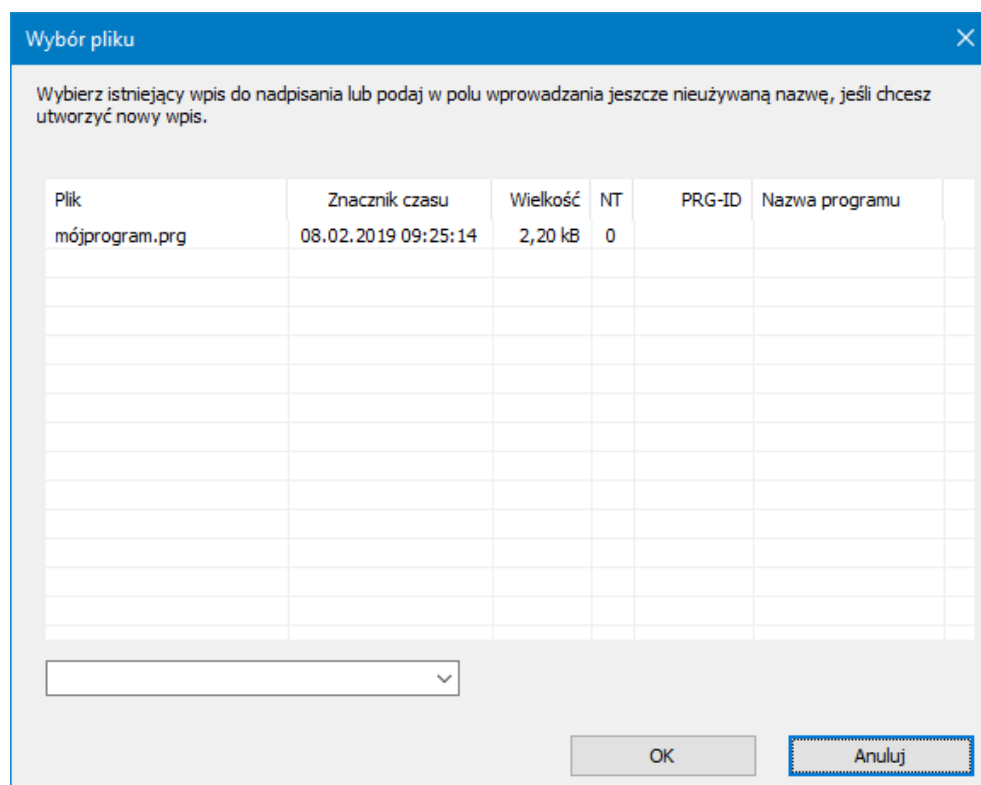 Wybór pliku
Wybierz istniejący wpis do nadpisania lub podaj w polu wprowadzania jeszcze nieużywaną nazwę, jeśli chcesz
utworzyć nowy wpis.
Plik Znacznik czasu Wielkość NT PRG-ID Nazwa programu
mójprogram.prg 08.02.2019 09:25:14 2,20 kB 0
OK Anuluj